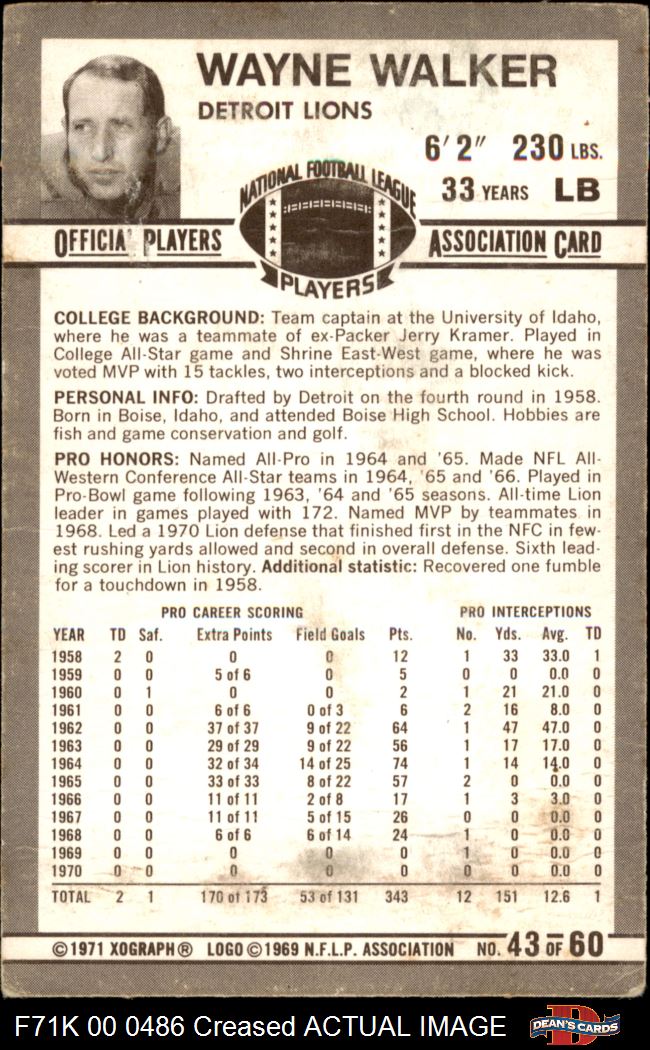 WAYNE WALKER
DETROIT LIONS
6' 2" 230 LBS.
33 YEARS LB
NATIONAL FOOTBALL LEAGUE
PLAYERS
OFFICIAL PLAYERS
ASSOCIATION CARD
COLLEGE BACKGROUND: Team captain at the University of Idaho,
where he was a teammate of ex-Packer Jerry Kramer. Played in
College All-Star game and Shrine East-West game, where he was
voted MVP with 15 tackles, two interceptions and a blocked kick.
PERSONAL INFO: Drafted by Detroit on the fourth round in 1958.
Born in Boise, Idaho, and attended Boise High School. Hobbies are
fish and game conservation and golf.
PRO HONORS: Named All-Pro in 1964 and '65. Made NFL All-
Western Conference All-Star teams in 1964, '65 and '66. Played in
Pro-Bowl game following 1963, '64 and '65 seasons. All-time Lion
leader in games played with 172. Named MVP by teammates in
1968. Led a 1970 Lion defense that finished first in the NFC in few-
est rushing yards allowed and second in overall defense. Sixth lead-
ing scorer in Lion history. Additional statistic: Recovered one fumble
for a touchdown in 1958.
PRO CAREER SCORING PRO INTERCEPTIONS
YEAR TD Saf. Extra Points Field Goals Pts. No. Yds. Avg. TD
1958 2 0 0 0 12 1 33 33.0 1
1959 0 0 5 of 6 0 5 0 0 0.0 0
1960 0 1 0 0 2 1 21 21.0 0
1961 0 0 6 of 6 0 of 3 6 2 16 8.0 0
1962 0 0 37 of 37 9 of 22 64 1 47 47.0 0
1963 0 0 29 of 29 9 of 22 56 1 17 17.0 0
1964 0 0 32 of 34 14 of 25 74 1 14 14.0 0
1965 0 0 33 of 33 8 of 22 57 2 0 0.0 0
1966 0 0 11 of 11 2 of 8 17 1 3 3.0 0
1967 0 0 11 of 11 5 of 15 26 0 0 0.0 0
1968 0 0 6 of 6 6 of 14 24 1 0 0.0 0
1969 0 0 0 0 0 1 0 0.0 0
1970 0 0 0 0 0 0 0 0.0 0
TOTAL 2 1 170 of 173 53 of 131 343 12 151 12.6 1
©1971 XOGRAPH® LOGO ©1969 N.F.L.P. ASSOCIATION NO. 43 OF 60
F71K 00 0486 Creased ACTUAL IMAGE
DEAN'S CARDS